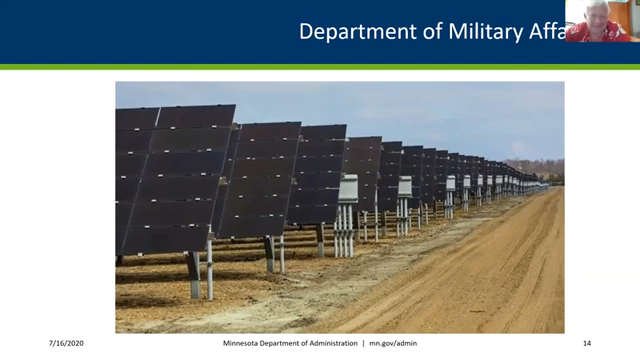 Department of Military Affa
7/16/2020
Minnesota Department of Administration | mn.gov/admin
14